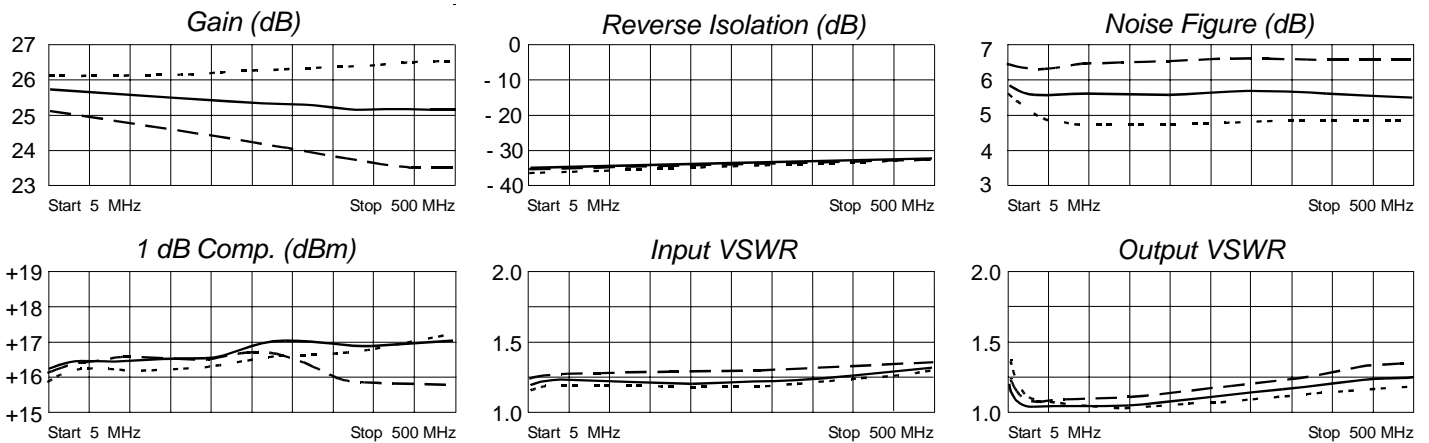 Gain (dB)
27
26
25
24
23
Start 5 MHz
Stop 500 MHz
Reverse Isolation (dB)
0
- 10
- 20
- 30
- 40
Start 5 MHz
Stop 500 MHz
Noise Figure (dB)
7
6
5
4
3
Start 5 MHz
Stop 500 MHz
1 dB Comp. (dBm)
+19
+18
+17
+16
+15
Start 5 MHz
Stop 500 MHz
Input VSWR
2.0
1.5
1.0
Start 5 MHz
Stop 500 MHz
Output VSWR
2.0
1.5
1.0
Start 5 MHz
Stop 500 MHz